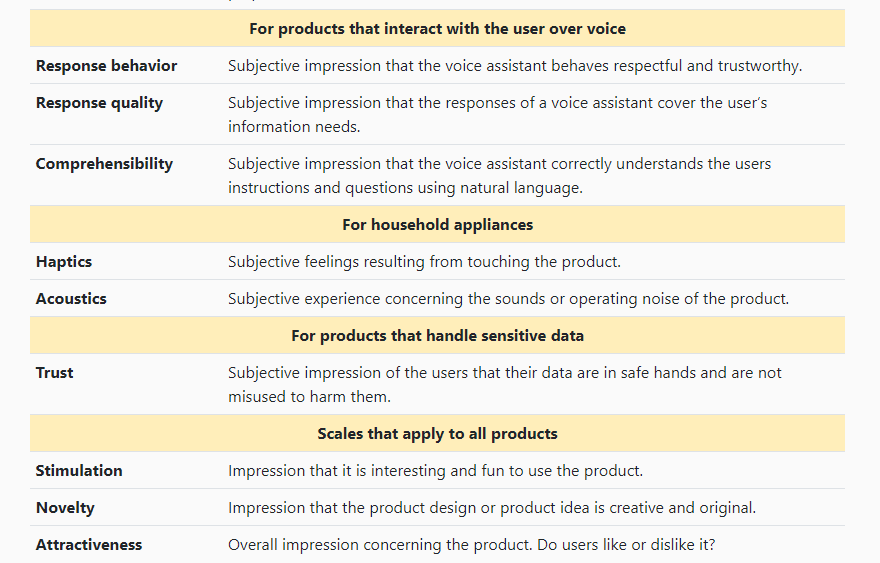 For products that interact with the user over voice
Response behavior Subjective impression that the voice assistant behaves respectful and trustworthy.
Response quality Subjective impression that the responses of a voice assistant cover the user's
information needs.
Comprehensibility Subjective impression that the voice assistant correctly understands the users
instructions and questions using natural language.
For household appliances
Haptics Subjective feelings resulting from touching the product.
Acoustics Subjective experience concerning the sounds or operating noise of the product.
For products that handle sensitive data
Trust Subjective impression of the users that their data are in safe hands and are not
misused to harm them.
Scales that apply to all products
Stimulation Impression that it is interesting and fun to use the product.
Novelty Impression that the product design or product idea is creative and original.
Attractiveness Overall impression concerning the product. Do users like or dislike it?